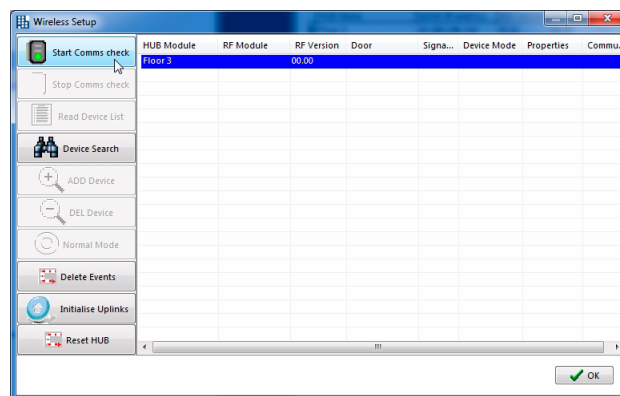 Wireless Setup
Start Comms check
Stop Comms check
Read Device List
Device Search
ADD Device
DEL Device
Normal Mode
Delete Events
Initialise Uplinks
Reset HUB
HUB Module RF Module RF Version Door Signa... Device Mode Properties Commu.
Floor 3 00.00
OK